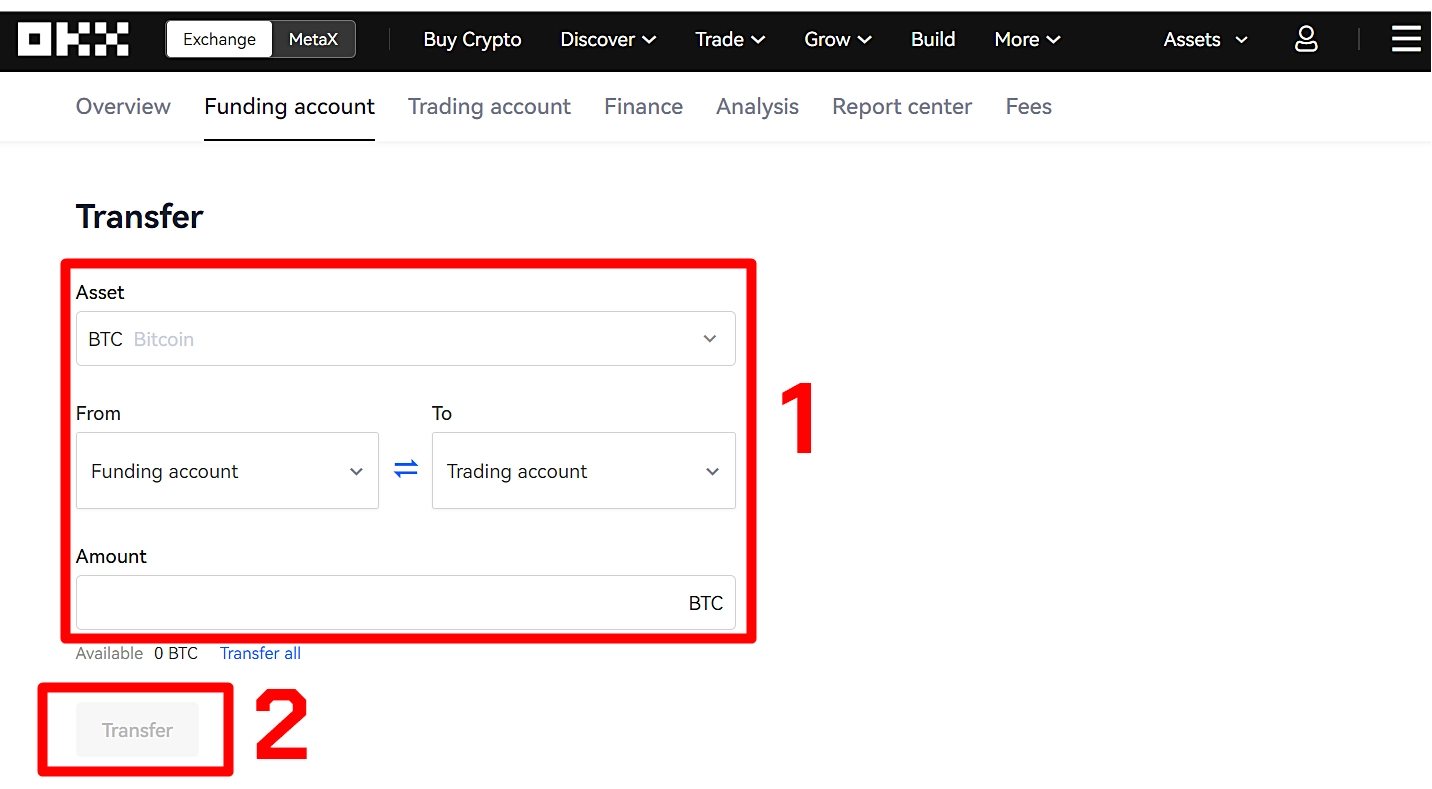 OKX Exchange MetaX Buy Crypto Discover Trade Grow Build More Assets
Overview Funding account Trading account Finance Analysis Report center Fees
Transfer
Asset
BTC Bitcoin
From To
1
Funding account Trading account
Amount
BTC
Available 0 BTC Transfer all
Transfer
2